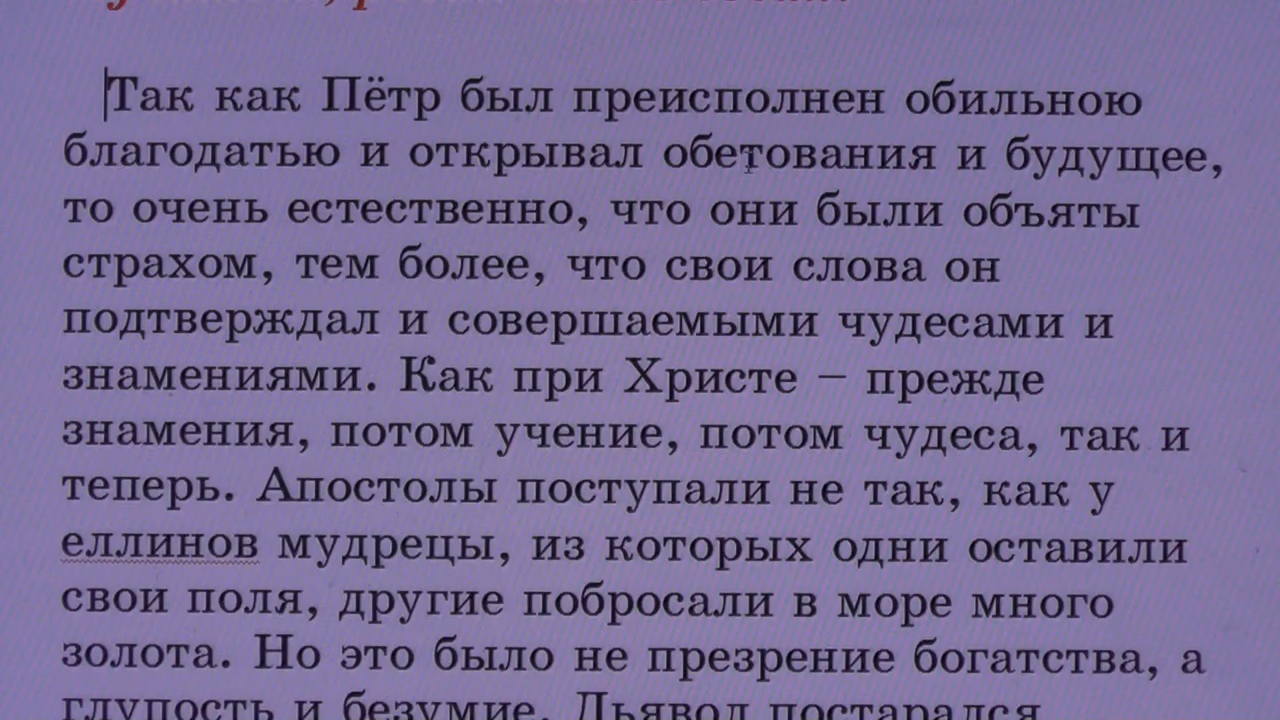 Так как Пётр был преисполнен обильною
благодатью и открывал обетования и будущее,
то очень естественно, что они были объяты
страхом, тем более, что свои слова он
подтверждал и совершаемыми чудесами и
знамениями. Как при Христе – прежде
знамения, потом учение, потом чудеса, так и
теперь. Апостолы поступали не так, как у
еллинов мудрецы, из которых одни оставили
свои поля, другие побросали в море много
золота. Но это было не презрение богатства, а
глупость и безумие. Дьявол постарался